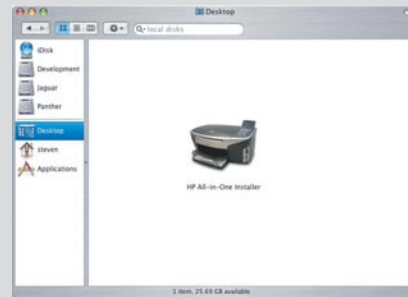 Desktop
local disks
iDisk
Development
Jaguar
Panther
Desktop
steven
Applications
HP All-in-One Installer
1 item, 25.69 GB available